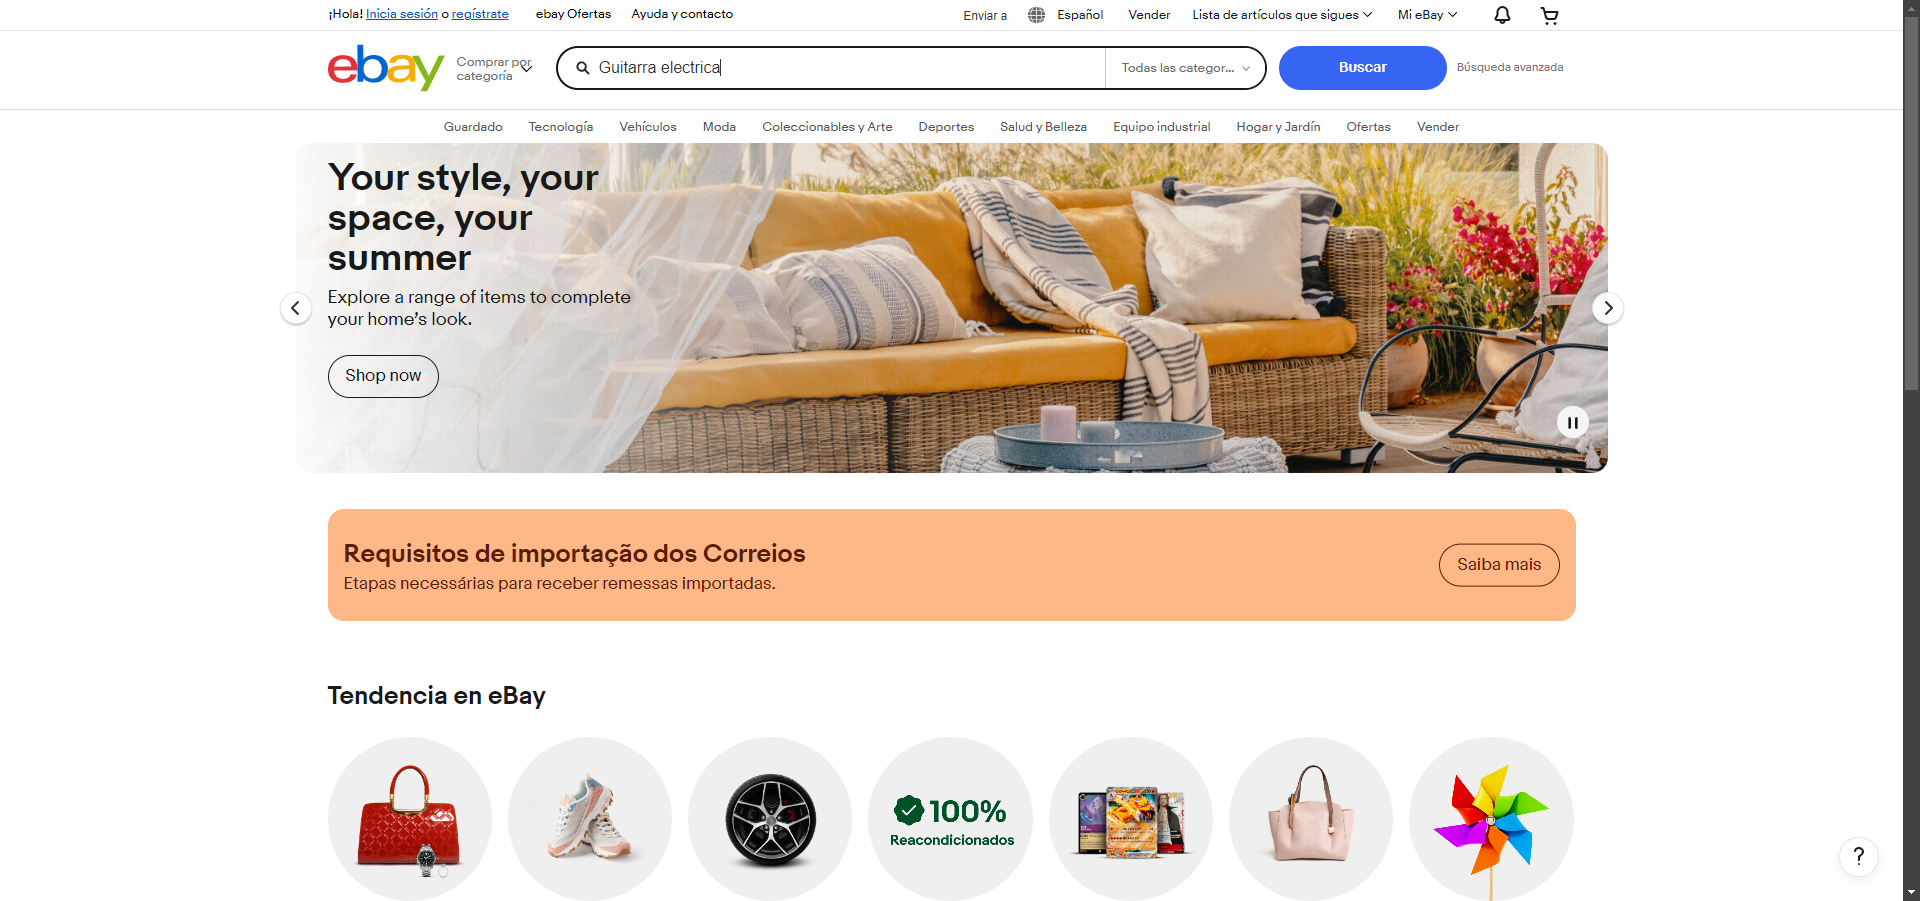 ¡Hola! Inicia sesión o regístrate ebay Ofertas Ayuda y contacto Enviar a Español Vender Lista de artículos que sigues Mi eBay
ebay
Comprar por
categoría
Guitarra electrica
Todas las categor...
Buscar
Búsqueda avanzada
Guardado Tecnología Vehículos Moda Coleccionables y Arte Deportes Salud y Belleza Equipo industrial Hogar y Jardín Ofertas Vender
Your style, your
space, your
summer
Explore a range of items to complete
your home's look.
Shop now
Requisitos de importação dos Correios
Etapas necessárias para receber remessas importadas.
Saiba mais
Tendencia en eBay
100%
Reacondicionados
?